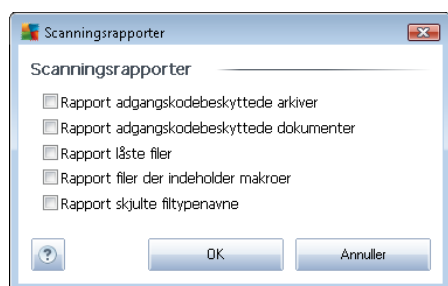 Scanningsrapporter
Scanningsrapporter
Rapport adgangskodebeskyttede arkiver
Rapport adgangskodebeskyttede dokumenter
Rapport låste filer
Rapport filer der indeholder makroer
Rapport skjulte filtypenavne
?
OK
Annuller